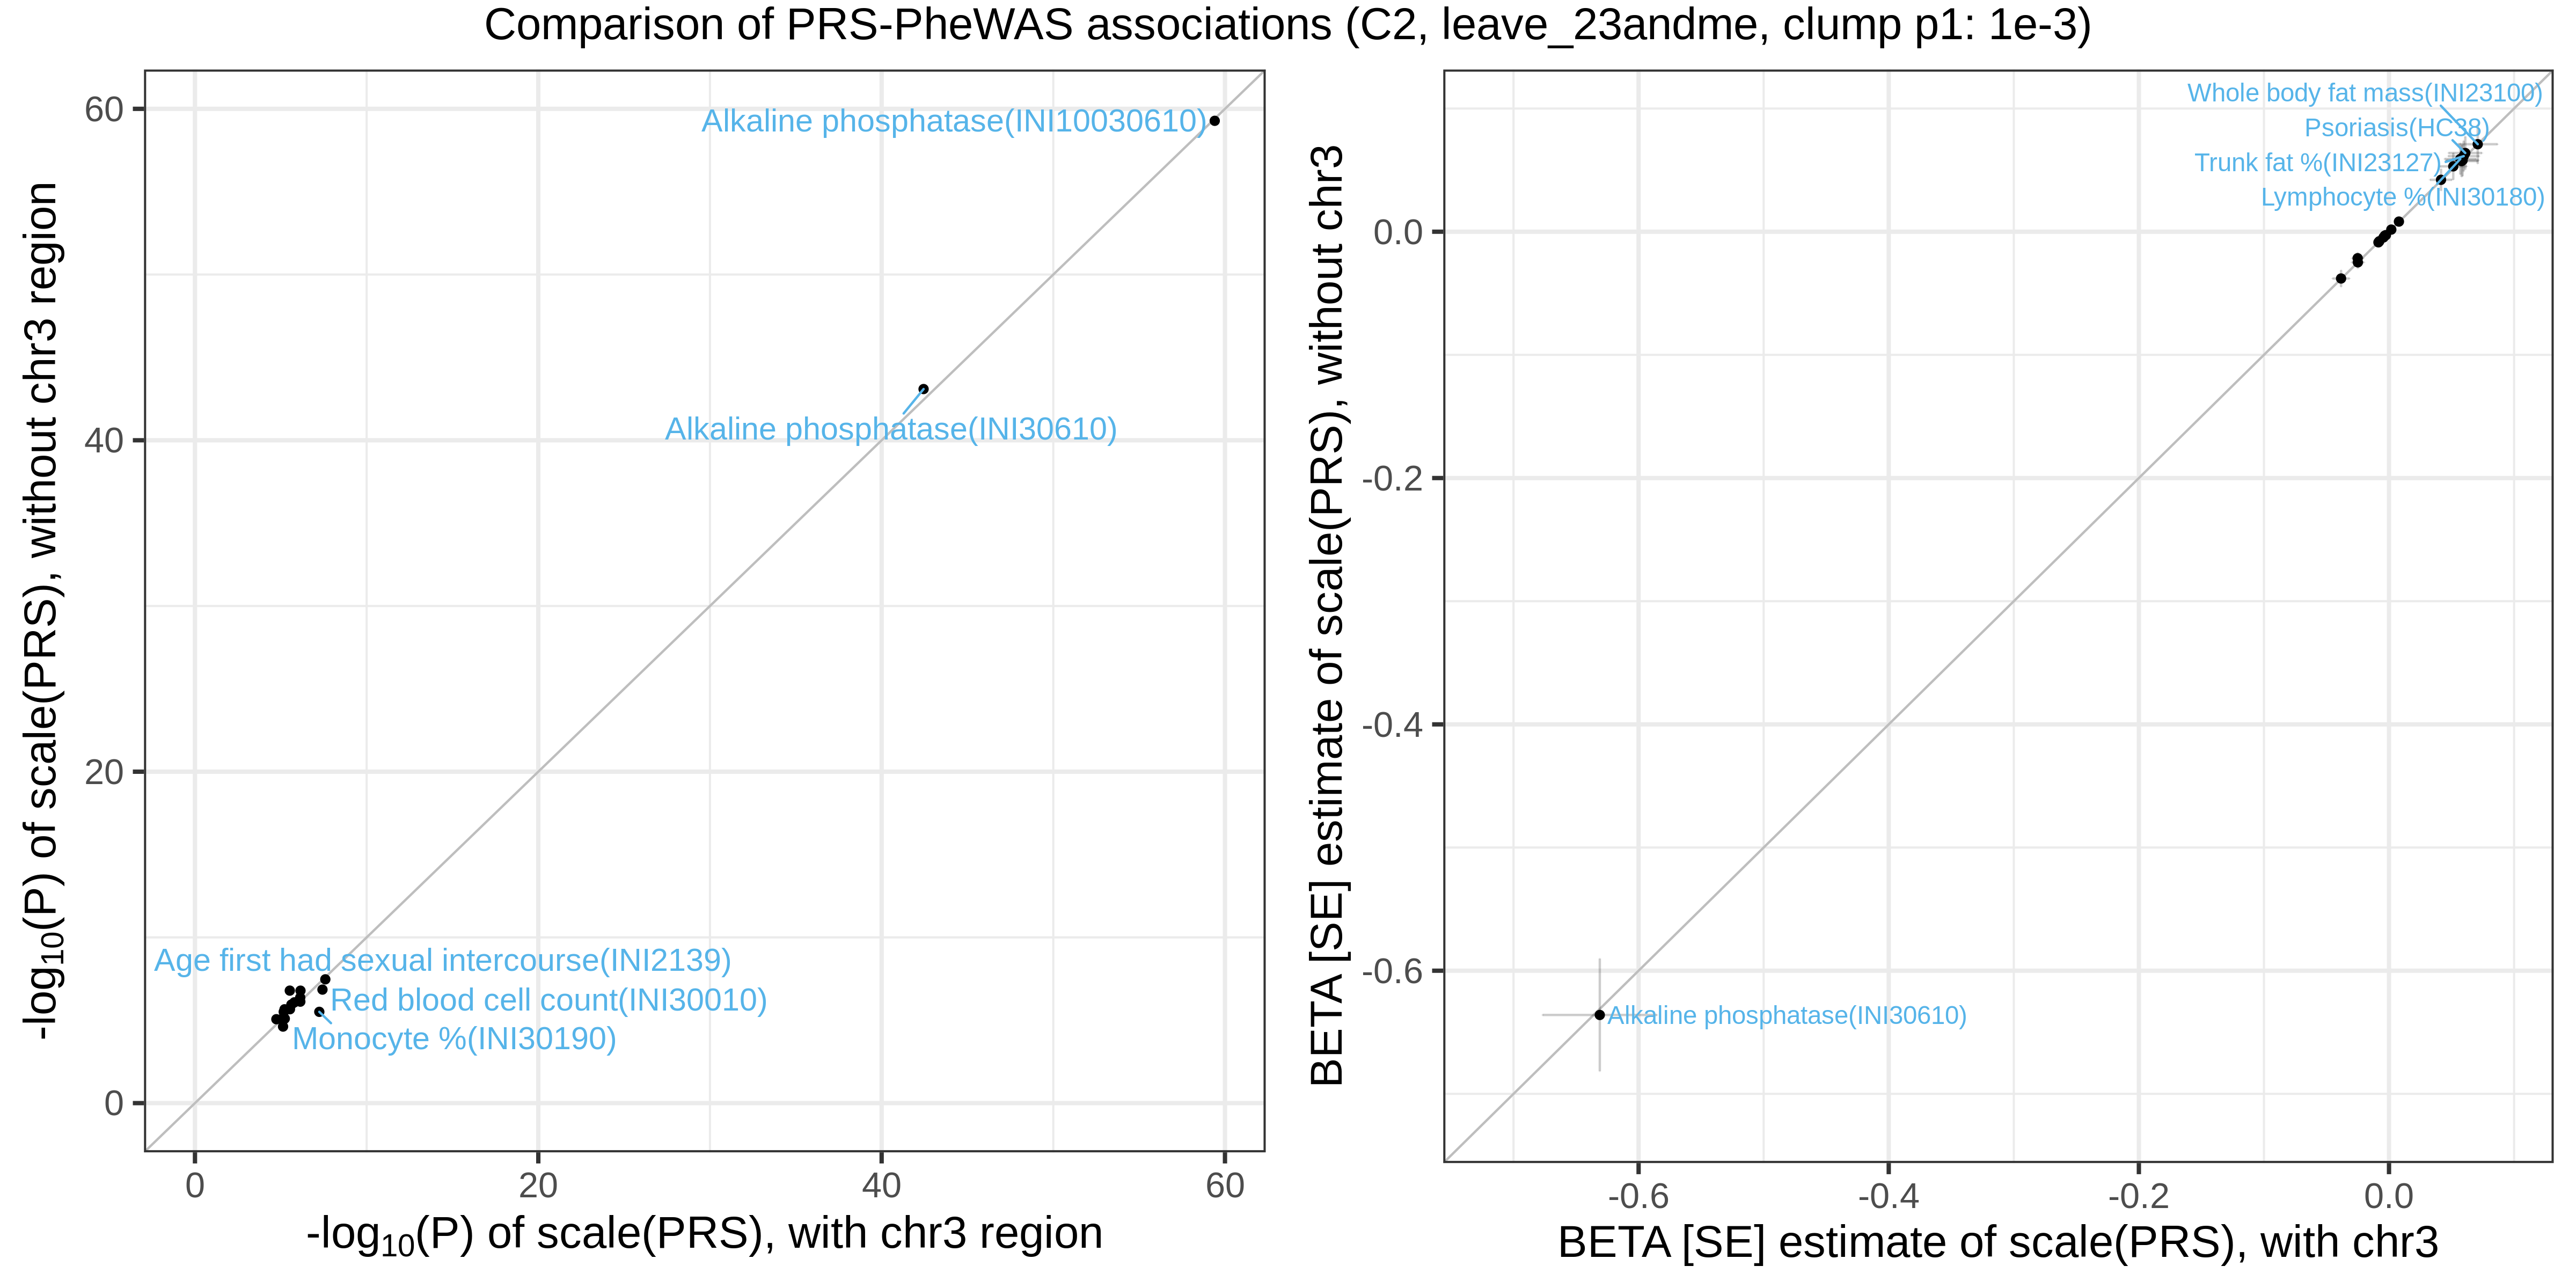 Comparison of PRS-PheWAS associations (C2, leave_23andme, clump p1: 1e-3)
-log10(P) of scale(PRS), without chr3 region
60
40
20
0
Alkaline phosphatase(INI10030610)
Alkaline phosphatase(INI30610)
Age first had sexual intercourse(INI2139)
Red blood cell count(INI30010)
Monocyte %(INI30190)
0
20
40
60
-log10(P) of scale(PRS), with chr3 region
BETA [SE] estimate of scale(PRS), without chr3
0.0
-0.2
-0.4
-0.6
Whole body fat mass(INI23100)
Psoriasis(HC38)
Trunk fat %(INI23127)
Lymphocyte %(INI30180)
Alkaline phosphatase(INI30610)
-0.6
-0.4
-0.2
0.0
BETA [SE] estimate of scale(PRS), with chr3